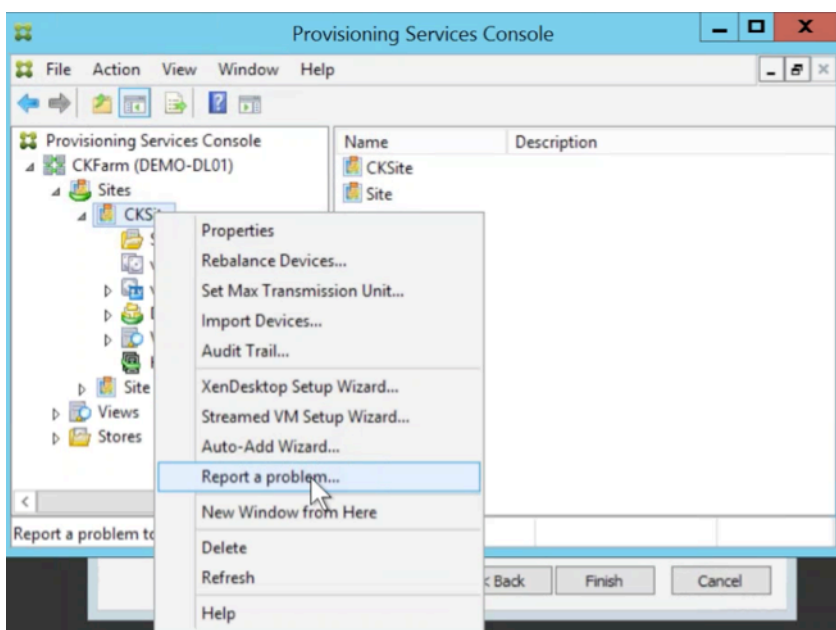 Provisioning Services Console
File Action View Window Help
Provisioning Services Console
CKFarm (DEMO-DL01)
Sites
Site
Views
Stores
Name Description
CKSite
Site
Properties
Rebalance Devices...
Set Max Transmission Unit...
Import Devices...
Audit Trail...
XenDesktop Setup Wizard...
Streamed VM Setup Wizard...
Auto-Add Wizard...
Report a problem...
New Window from Here
Delete
Refresh
Help
Report a problem to
< Back Finish Cancel